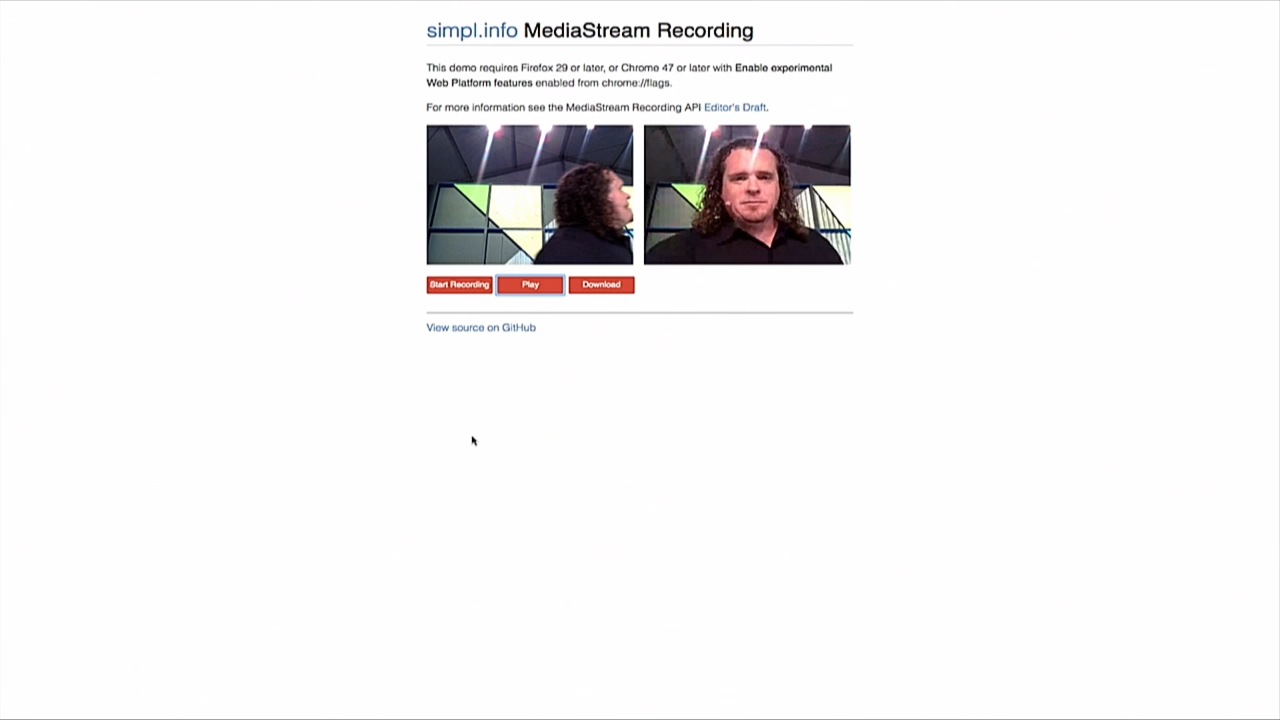 simpl.info MediaStream Recording
This demo requires Firefox 29 or later, or Chrome 47 or later with Enable experimental
Web Platform features enabled from chrome://flags.
For more information see the MediaStream Recording API Editor's Draft.
Start Recording Play Download
View source on GitHub